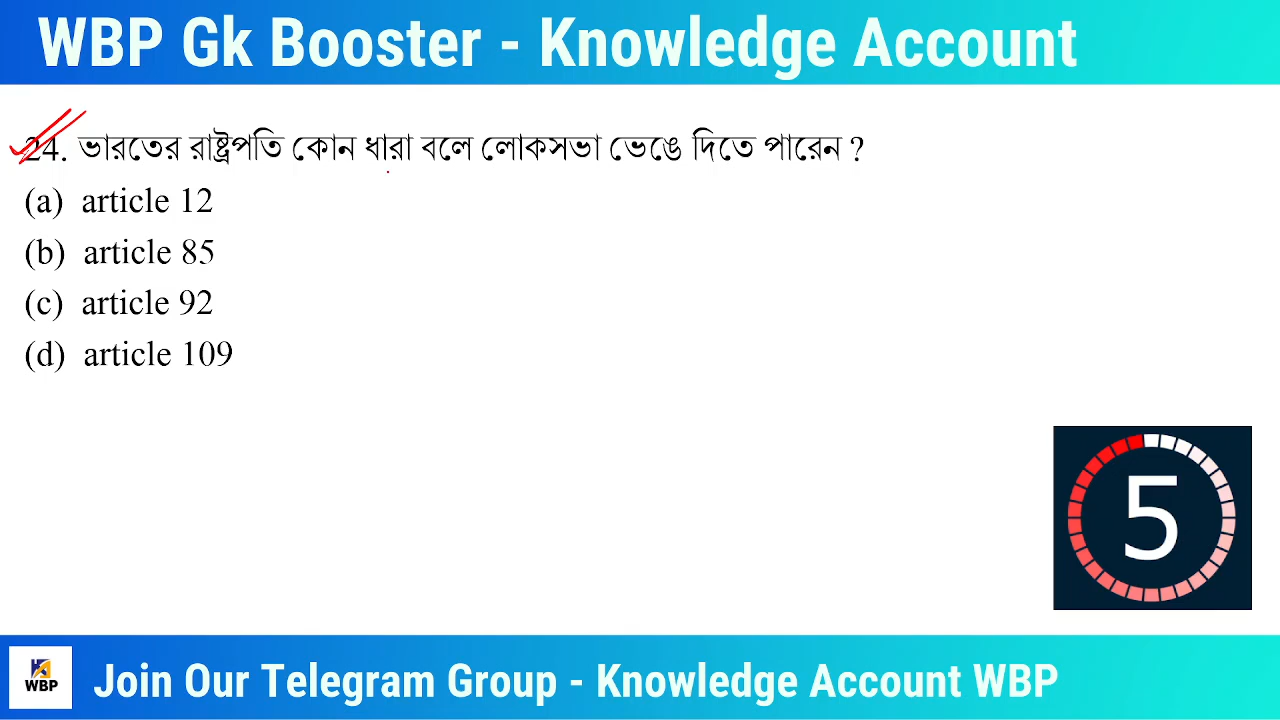 WBP Gk Booster - Knowledge Account
24. ভারতের রাষ্ট্রপতি কোন ধারা বলে লোকসভা ভেঙে দিতে পারেন ?
(a) article 12
(b) article 85
(c) article 92
(d) article 109
5
WBP
Join Our Telegram Group - Knowledge Account WBP